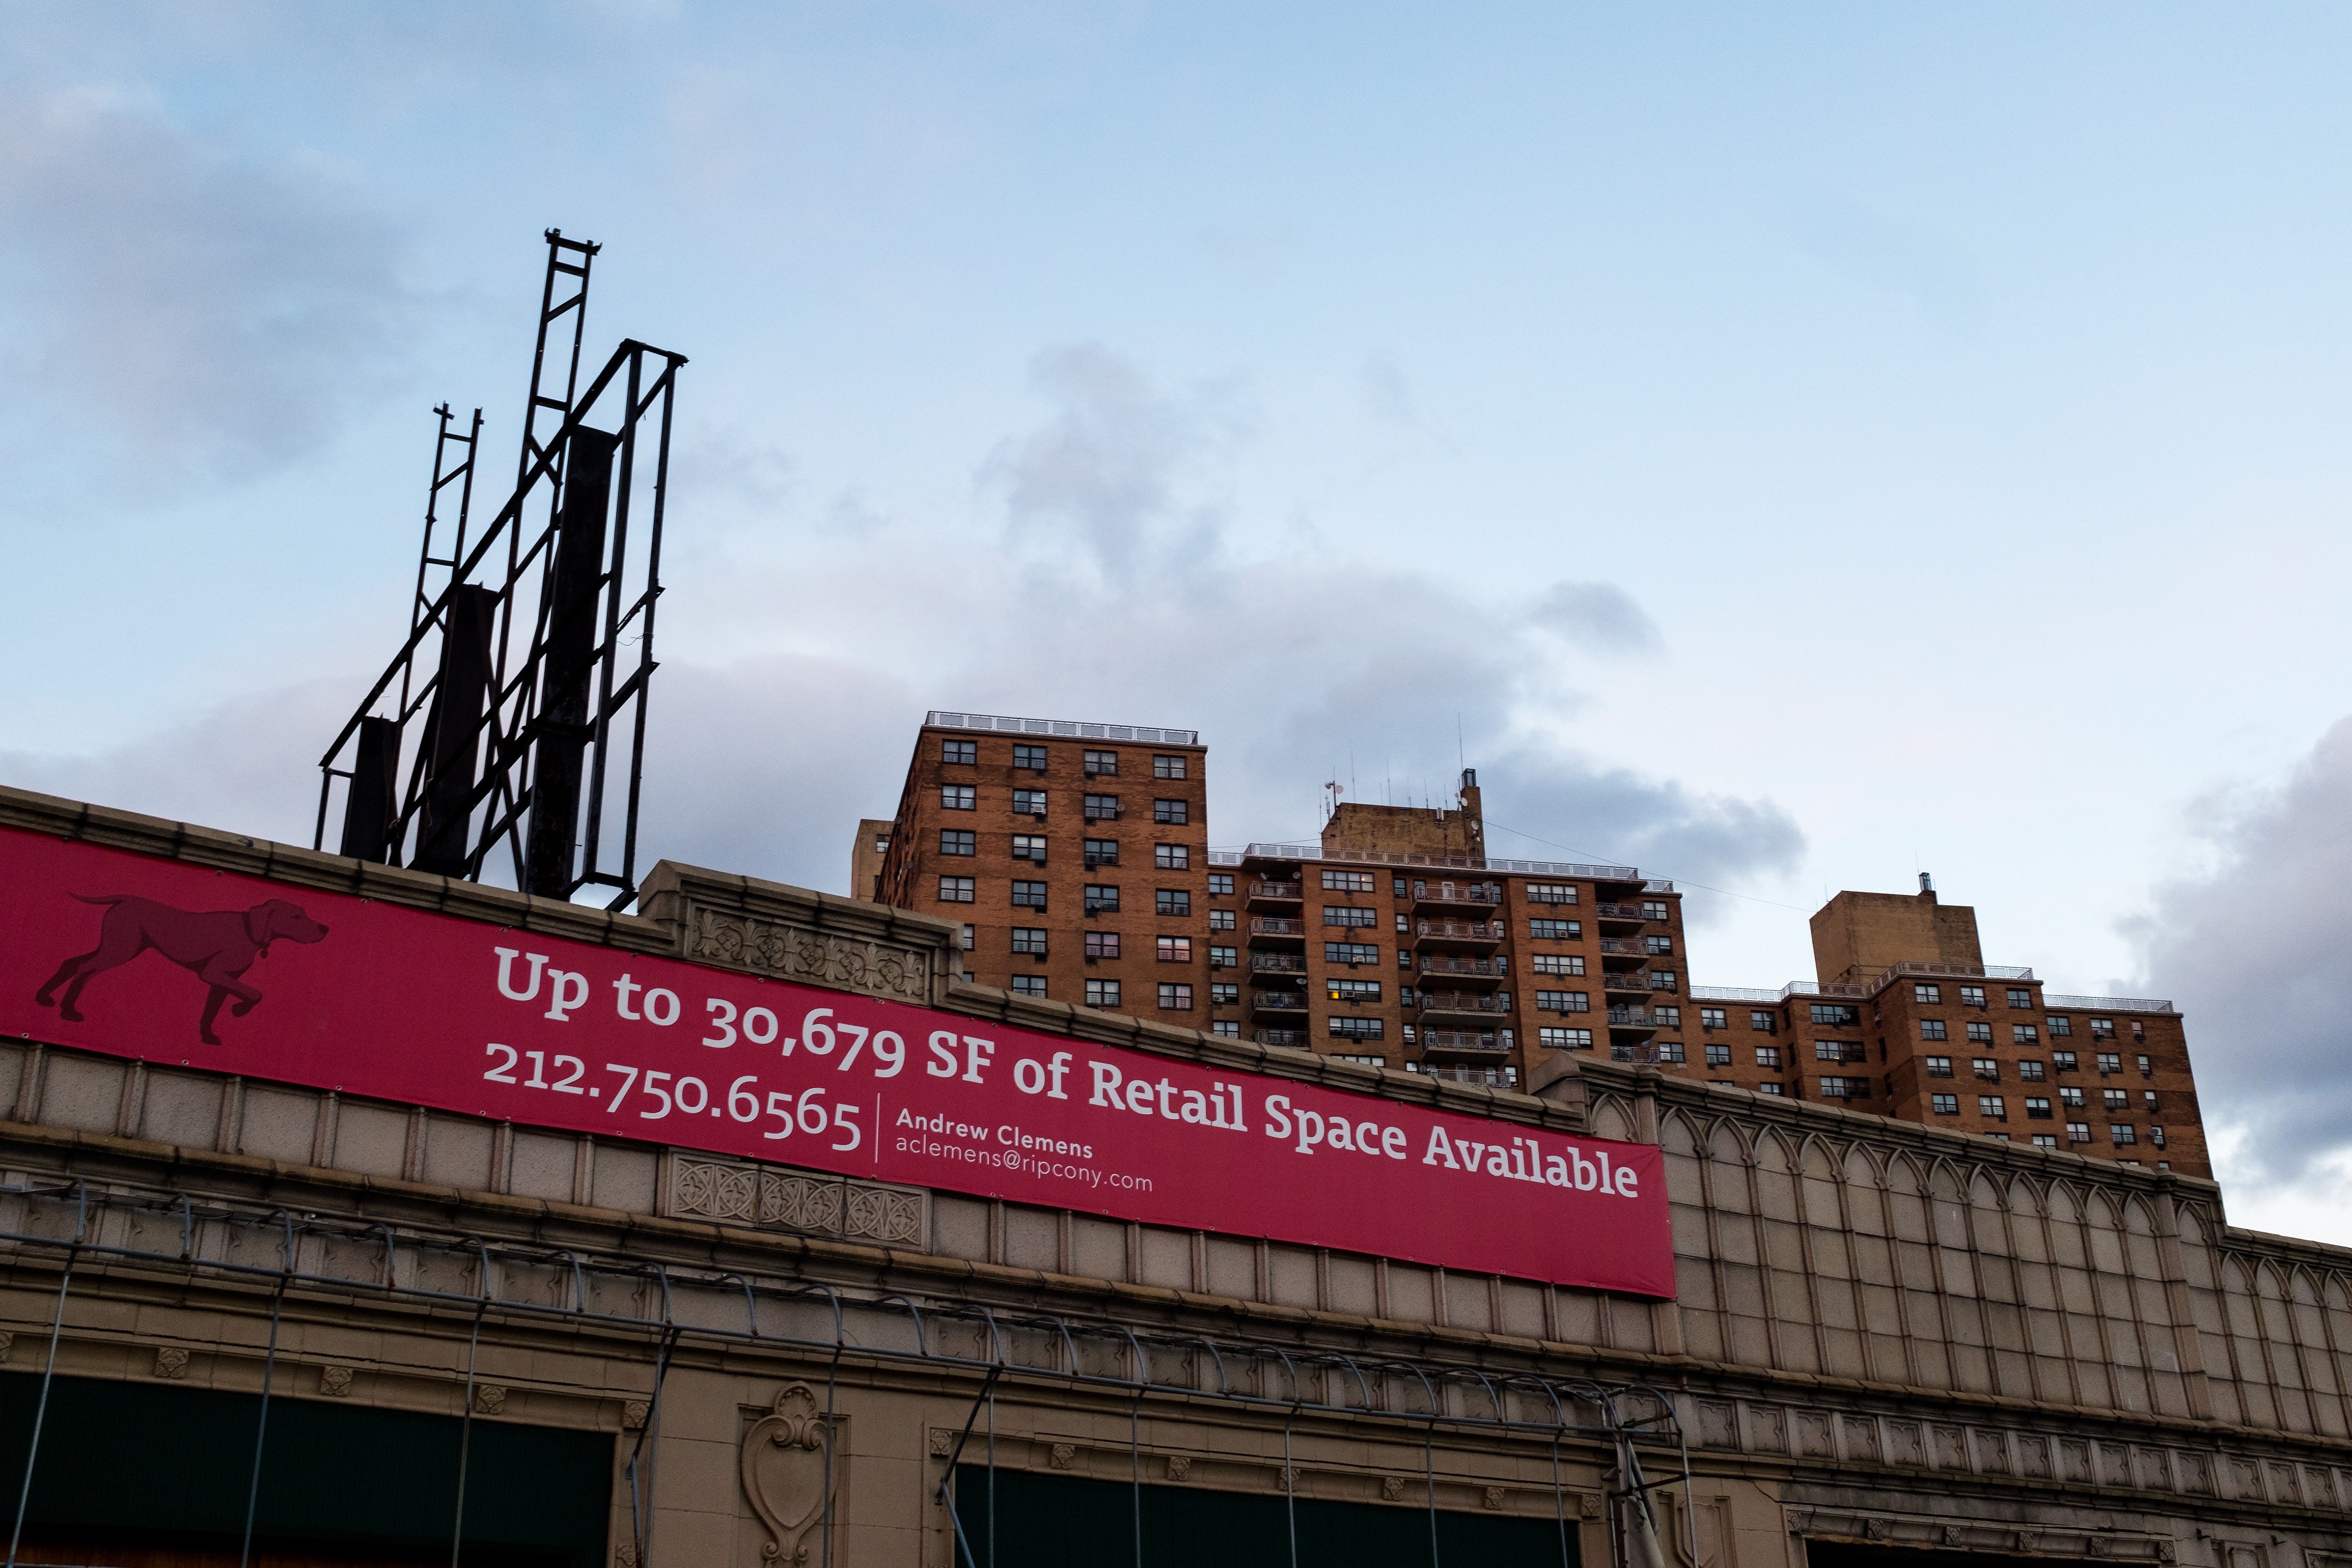 Up to 30,679 SF of Retail Space Available
212.750.6565
Andrew Clemens
aclemens@ripcony.com